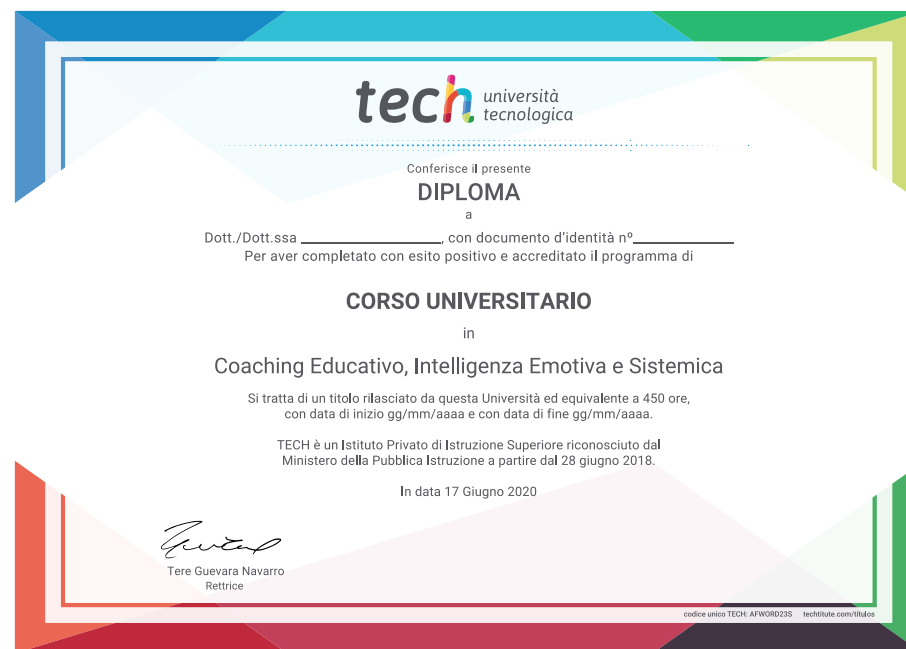 tech università
tecnologica
Conferisce il presente
DIPLOMA
a
Dott./Dott.ssa ____________________, con documento d'identità nº______________
Per aver completato con esito positivo e accreditato il programma di
CORSO UNIVERSITARIO
in
Coaching Educativo, Intelligenza Emotiva e Sistemica
Si tratta di un titolo rilasciato da questa Università ed equivalente a 450 ore,
con data di inizio gg/mm/aaaa e con data di fine gg/mm/aaaa.
TECH è un Istituto Privato di Istruzione Superiore riconosciuto dal
Ministero della Pubblica Istruzione a partire dal 28 giugno 2018.
In data 17 Giugno 2020
Tere Guevara Navarro
Rettrice
codice unico TECH: AFWORD23S techtitute.com/títulos